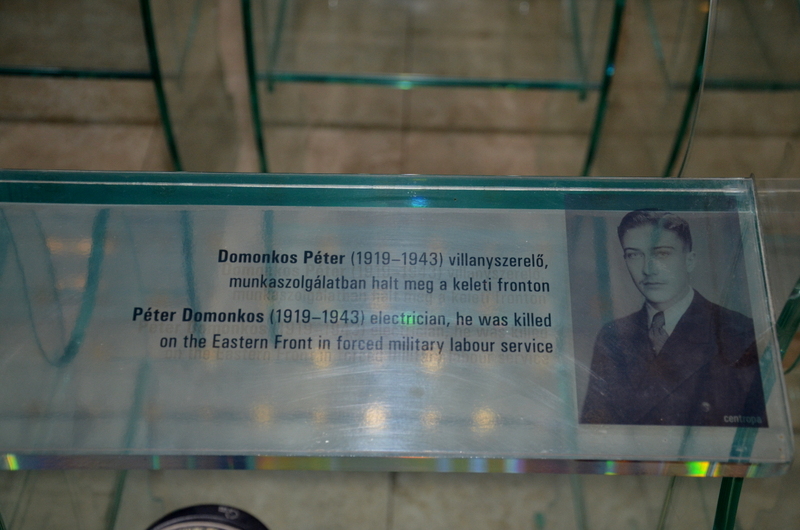 Domonkos Péter (1919–1943) villanyszerelő,
munkaszolgálatban halt meg a keleti fronton
Péter Domonkos (1919–1943) electrician, he was killed
on the Eastern Front in forced military labour service
centropa